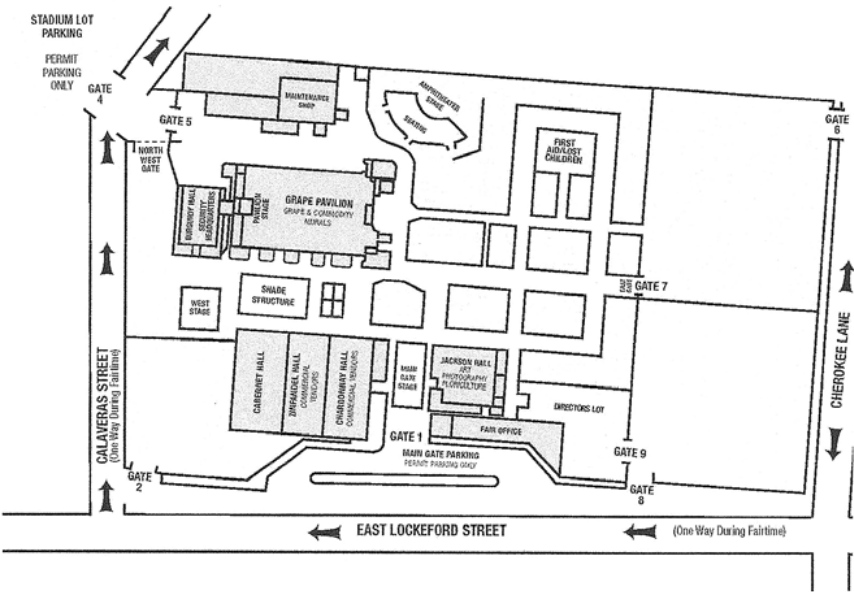 STADIUM LOT
PARKING
PERMIT
PARKING
ONLY
GATE
4
GATE 5
NORTH
WEST
GATE
MAINTENANCE
SHOP
AMPHITHEATER
STAGE
SEATING
FIRST
AID/LOST
CHILDREN
GATE
6
BURGUNDY HALL
SECURITY
HEADQUARTERS
PAVILION
STAGE
GRAPE PAVILION
GRAPE & COMMODITY
MURALS
EAST
GATE
GATE 7
WEST
STAGE
SHADE
STRUCTURE
CABERNET HALL
ZINFANDEL HALL
COMMERCIAL
VENDORS
CHARDONNAY HALL
COMMERCIAL VENDORS
MAIN
GATE
STAGE
JACKSON HALL
ART
PHOTOGRAPHY
FLORICULTURE
DIRECTORS LOT
FAIR OFFICE
GATE 1
MAIN GATE PARKING
PERMIT PARKING ONLY
GATE 9
GATE
8
GATE
2
CALAVERAS STREET
(One Way During Fairtime)
CHEROKEE LANE
EAST LOCKEFORD STREET
(One Way During Fairtime)